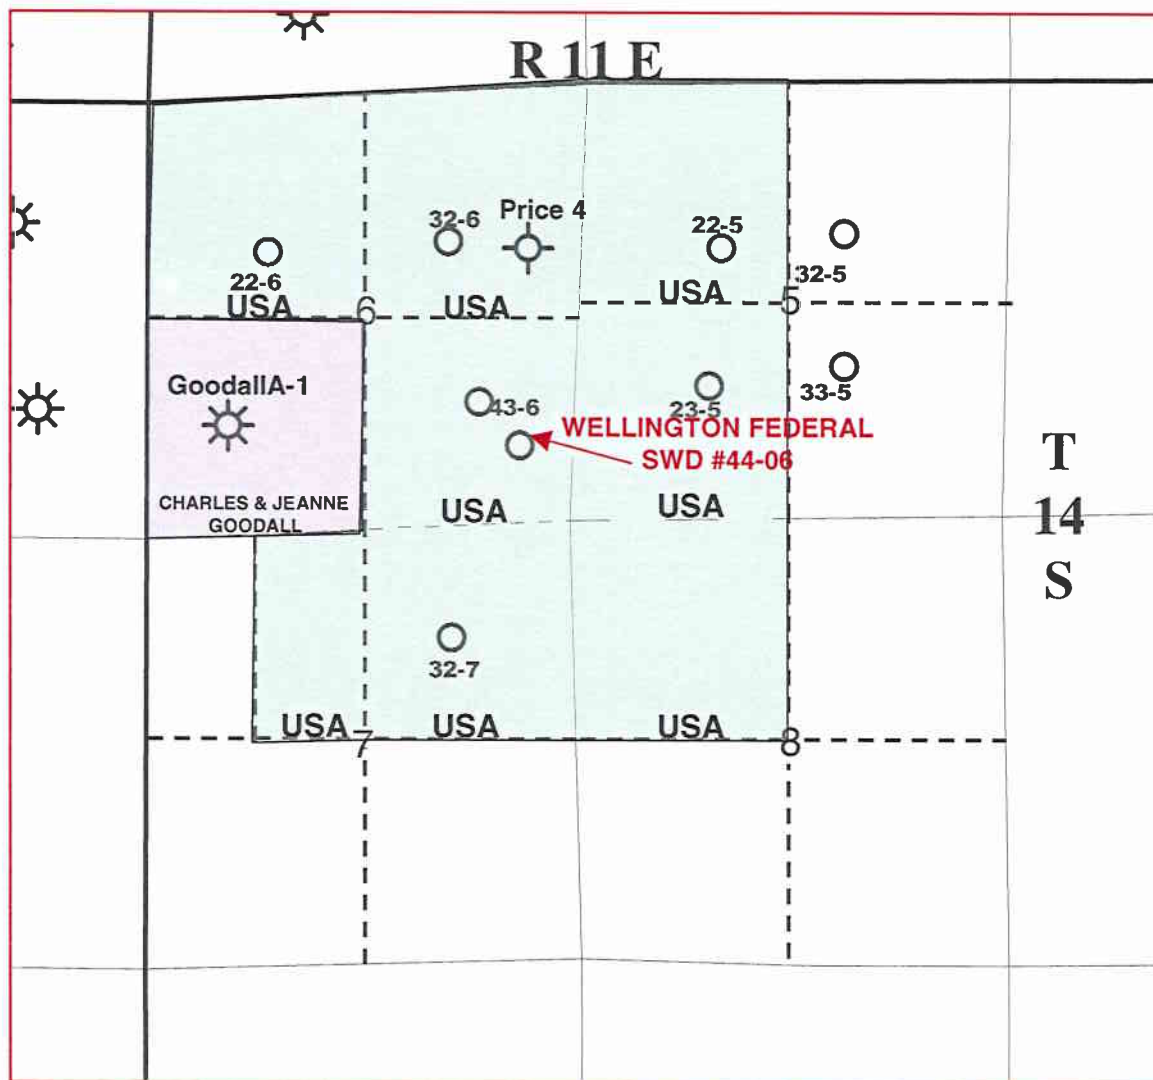 R 11 E
32-6
Price 4
22-5
22-6
32-5
USA
6
USA
USA
5
GoodallA-1
43-6
23-5
33-5
WELLINGTON FEDERAL
SWD #44-06
CHARLES & JEANNE
GOODALL
USA
USA
T
14
S
32-7
USA
7
USA
USA
8